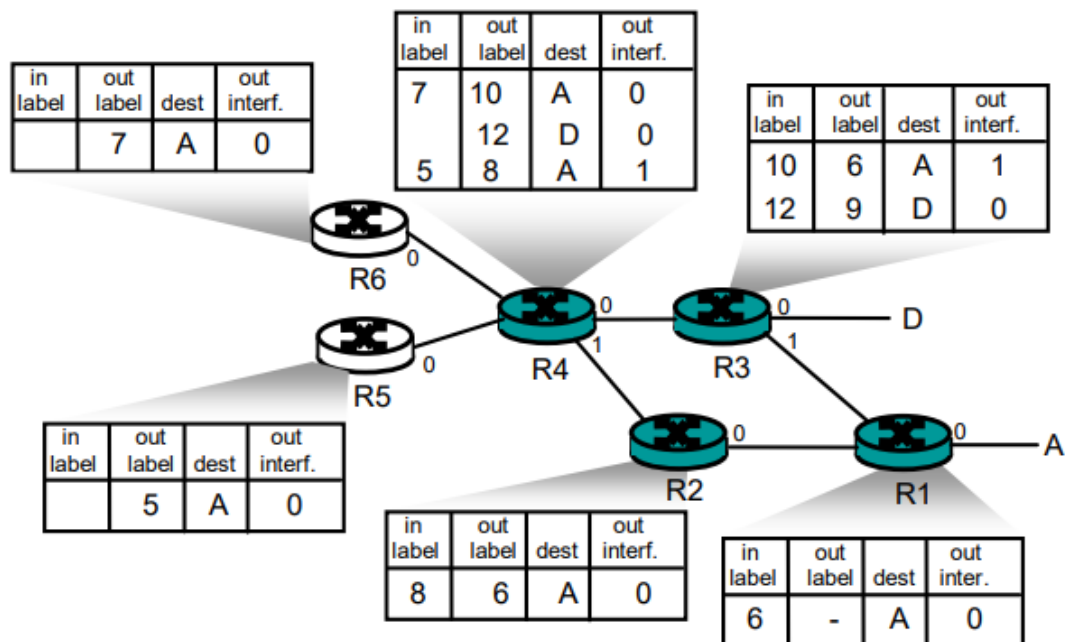 in out out
label label dest interf.
7 10 A 0
12 D 0
5 8 A 1
in out out
label label dest interf.
7 A 0
in out out
label label dest interf.
10 6 A 1
12 9 D 0
R6
0
R5
0
R4
0
1
R3
0
1
D
R2
0
R1
0
A
in out out
label label dest interf.
5 A 0
in out out
label label dest interf.
8 6 A 0
in out out
label label dest inter.
6 - A 0